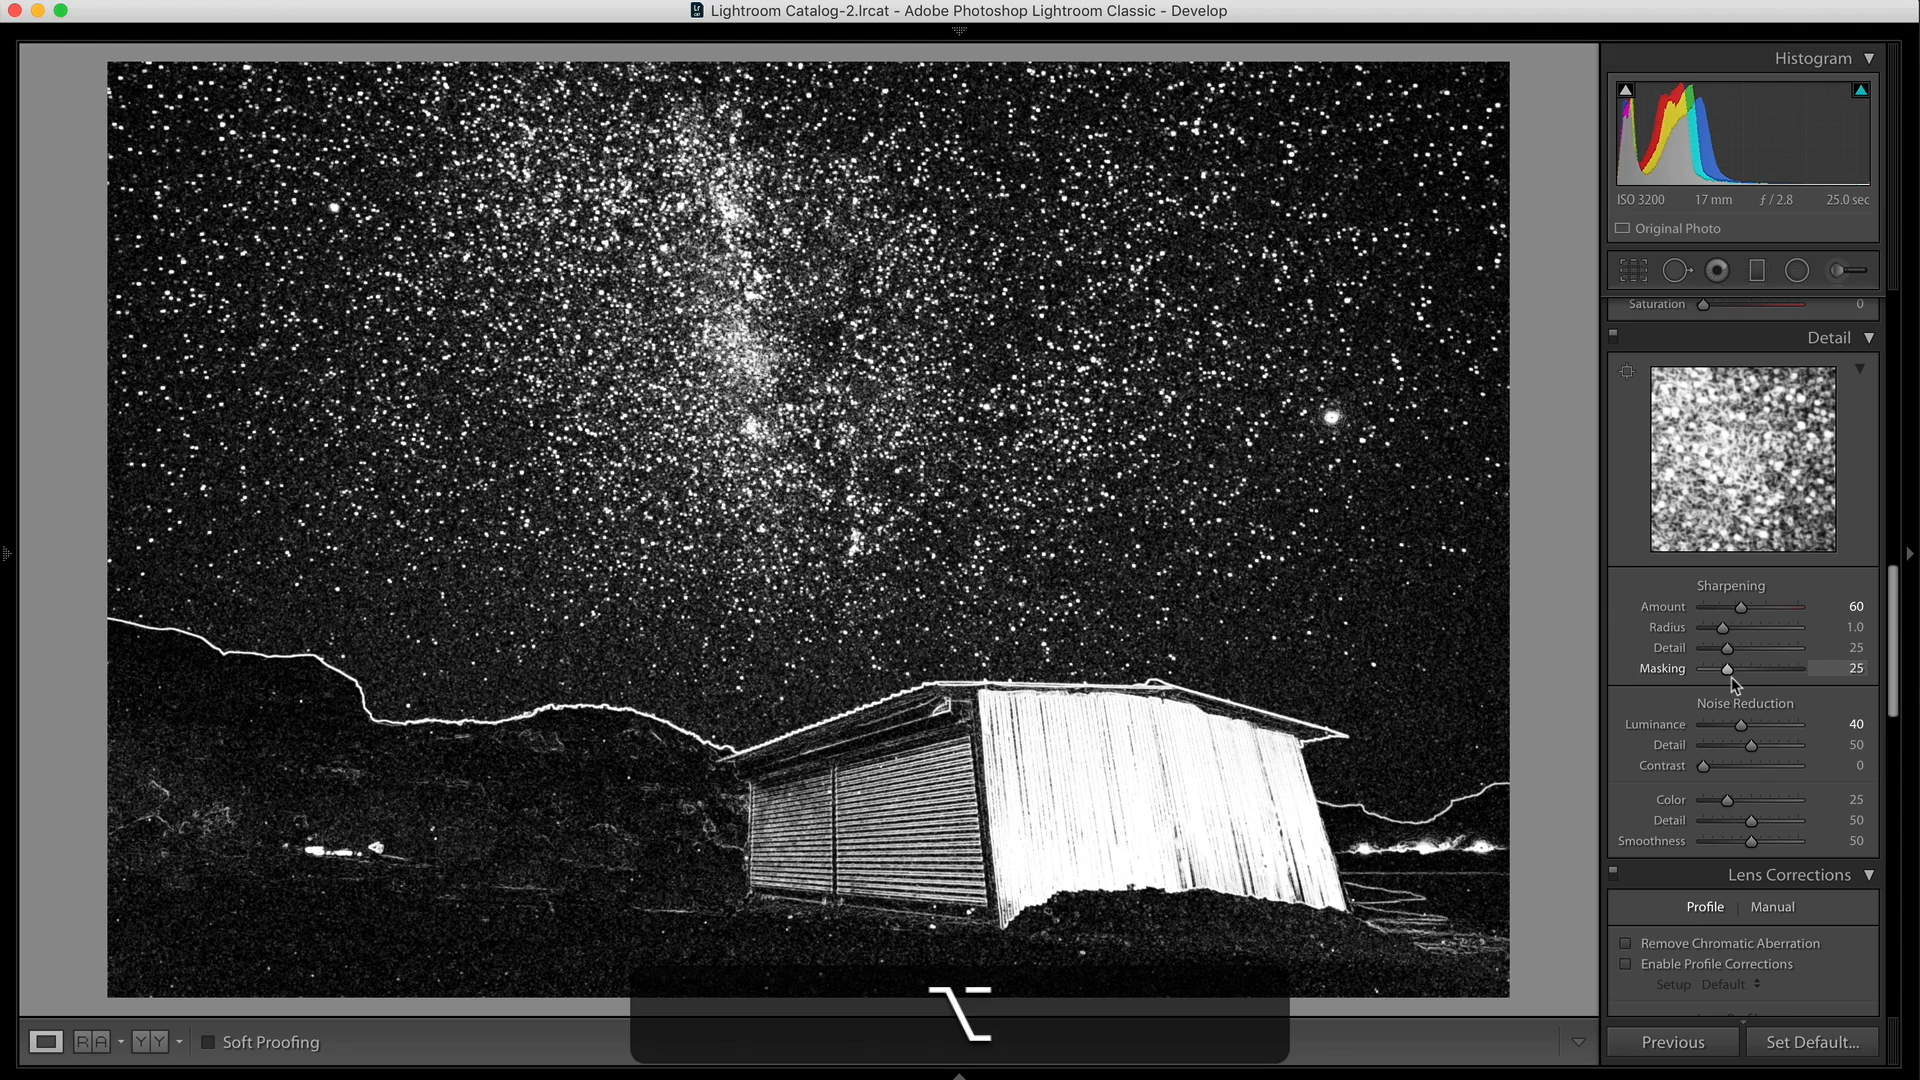 Lightroom Catalog-2.lrcat - Adobe Photoshop Lightroom Classic - Develop
Histogram
ISO 3200 17 mm ƒ / 2.8 25.0 sec
Original Photo
Saturation 0
Detail
Sharpening
Amount 60
Radius 1.0
Detail 25
Masking 25
Noise Reduction
Luminance 40
Detail 50
Contrast 0
Color 25
Detail 50
Smoothness 50
Lens Corrections
Profile | Manual
Remove Chromatic Aberration
Enable Profile Corrections
Setup Default
RA YY Soft Proofing
Previous Set Default...